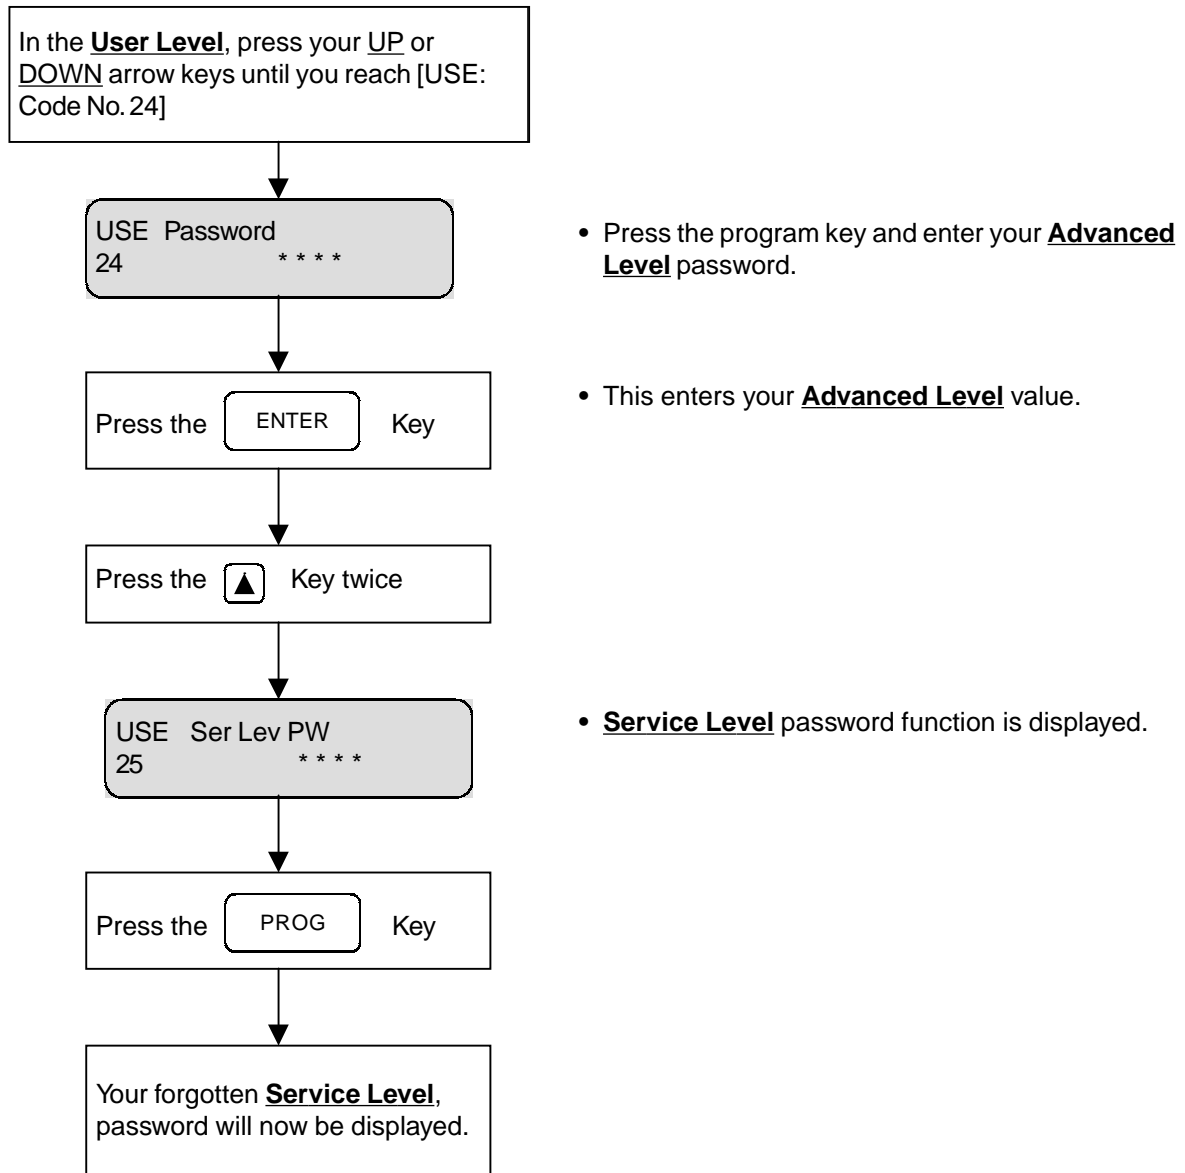 In the User Level, press your UP or
DOWN arrow keys until you reach [USE:
Code No. 24]
USE Password
24 * * * *
• Press the program key and enter your Advanced
Level password.
Press the ENTER Key
• This enters your Advanced Level value.
Press the ▲ Key twice
USE Ser Lev PW
25 * * * *
• Service Level password function is displayed.
Press the PROG Key
Your forgotten Service Level,
password will now be displayed.